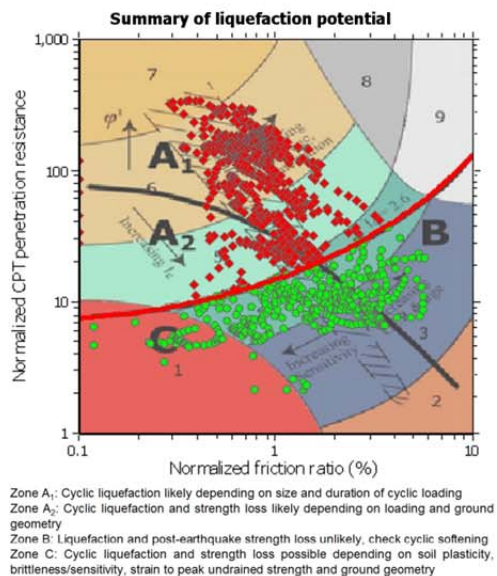 Summary of liquefaction potential
1,000
7
8
9
φ'
A1
100
6
A2
Increasing
5
= 2.6
B
10
C
1
Increasing
Sensitivity
3
2
1
0.1
1
10
Normalized CPT penetration resistance
Normalized friction ratio (%)
Zone A1: Cyclic liquefaction likely depending on size and duration of cyclic loading
Zone A2: Cyclic liquefaction and strength loss likely depending on loading and ground
geometry
Zone B: Liquefaction and post-earthquake strength loss unlikely, check cyclic softening
Zone C: Cyclic liquefaction and strength loss possible depending on soil plasticity,
brittleness/sensitivity, strain to peak undrained strength and ground geometry